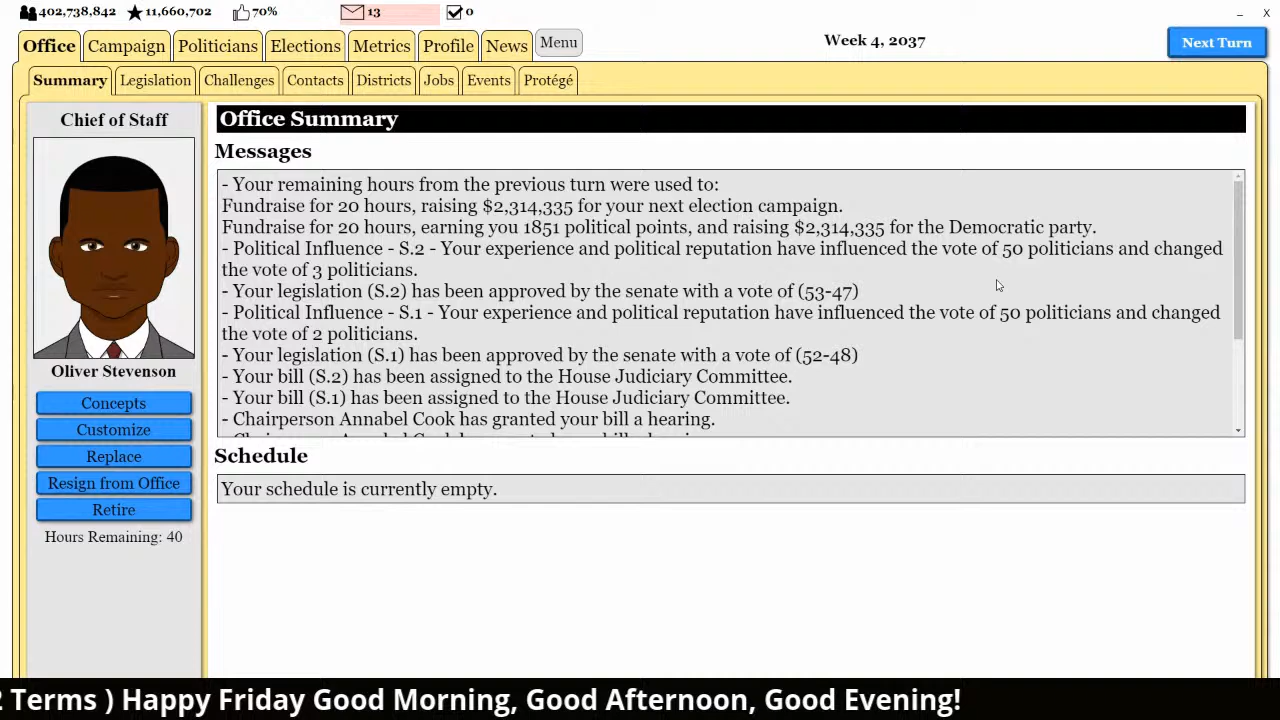 402,738,842 11,660,702 70% 13 0
_ X
Office Campaign Politicians Elections Metrics Profile News Menu Week 4, 2037 Next Turn
Summary Legislation Challenges Contacts Districts Jobs Events Protégé
Chief of Staff
Oliver Stevenson
Concepts
Customize
Replace
Resign from Office
Retire
Hours Remaining: 40
Office Summary
Messages
- Your remaining hours from the previous turn were used to:
Fundraise for 20 hours, raising $2,314,335 for your next election campaign.
Fundraise for 20 hours, earning you 1851 political points, and raising $2,314,335 for the Democratic party.
- Political Influence - S.2 - Your experience and political reputation have influenced the vote of 50 politicians and changed
the vote of 3 politicians.
- Your legislation (S.2) has been approved by the senate with a vote of (53-47)
- Political Influence - S.1 - Your experience and political reputation have influenced the vote of 50 politicians and changed
the vote of 2 politicians.
- Your legislation (S.1) has been approved by the senate with a vote of (52-48)
- Your bill (S.2) has been assigned to the House Judiciary Committee.
- Your bill (S.1) has been assigned to the House Judiciary Committee.
- Chairperson Annabel Cook has granted your bill a hearing.
Schedule
Your schedule is currently empty.
2 Terms ) Happy Friday Good Morning, Good Afternoon, Good Evening!